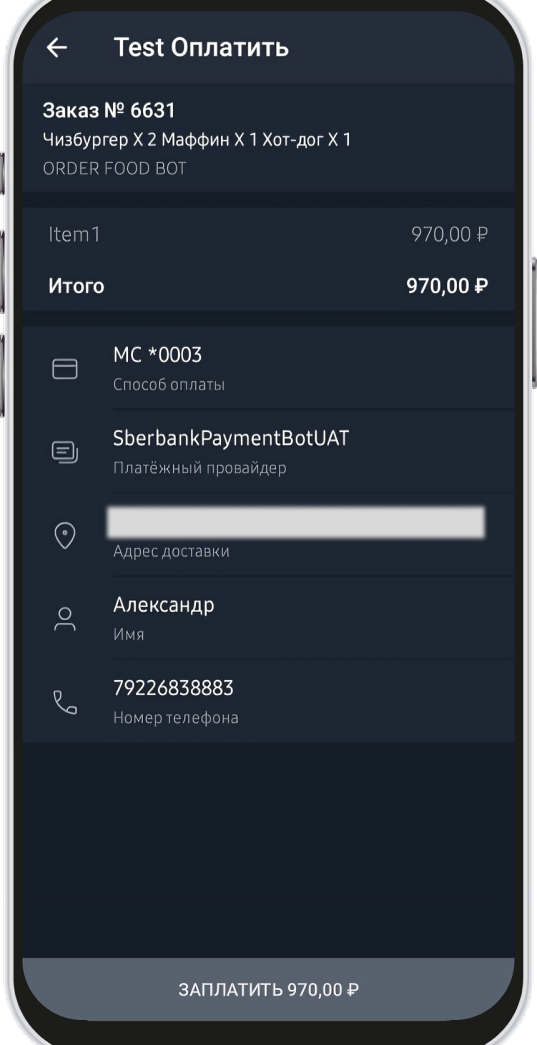 Test Оплатить
Заказ № 6631
Чизбургер X 2 Маффин X 1 Хот-дог X 1
ORDER FOOD BOT
Item1 970,00 ₽
Итого 970,00 ₽
MC *0003
Способ оплаты
SberbankPaymentBotUAT
Платёжный провайдер
Адрес доставки
Александр
Имя
79226838883
Номер телефона
ЗАПЛАТИТЬ 970,00 ₽